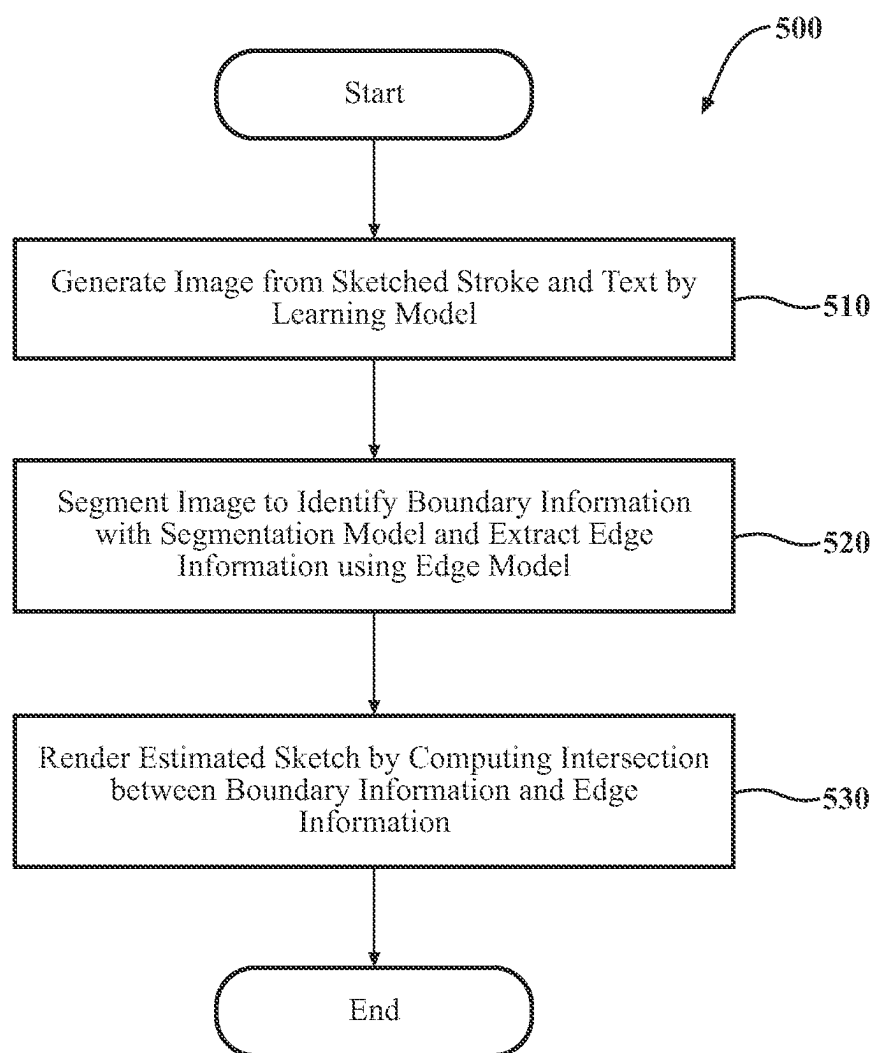 500
Start
Generate Image from Sketched Stroke and Text by
Learning Model
510
Segment Image to Identify Boundary Information
with Segmentation Model and Extract Edge
Information using Edge Model
520
Render Estimated Sketch by Computing Intersection
between Boundary Information and Edge
Information
530
End